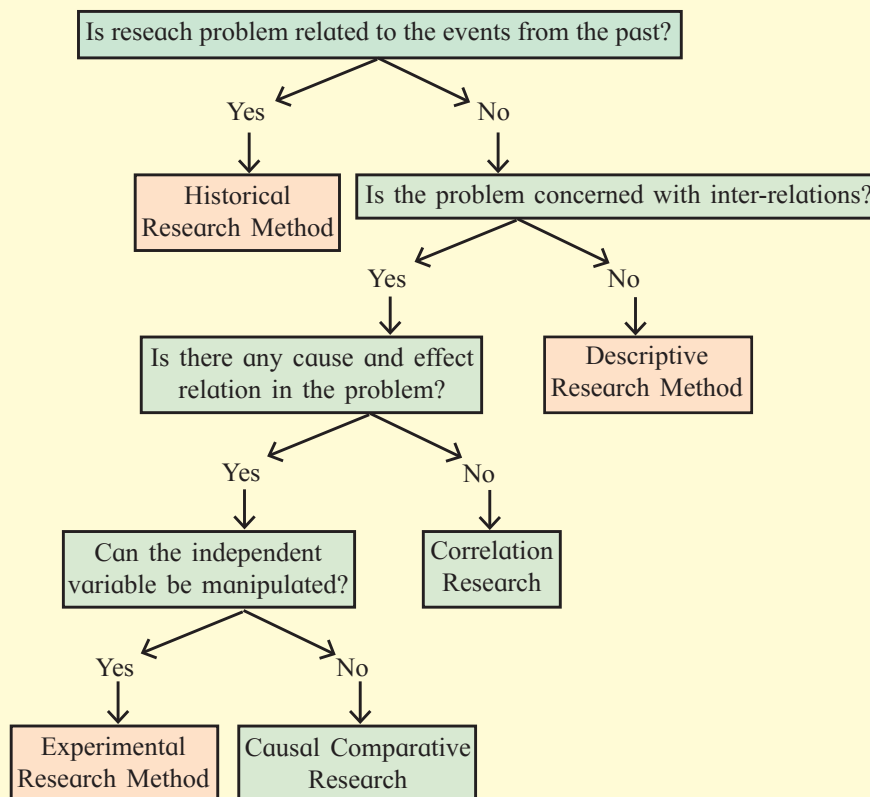 Is reseach problem related to the events from the past?
Yes
No
Historical
Research Method
Is the problem concerned with inter-relations?
Yes
No
Is there any cause and effect
relation in the problem?
Descriptive
Research Method
Yes
No
Can the independent
variable be manipulated?
Correlation
Research
Yes
No
Experimental
Research Method
Causal Comparative
Research